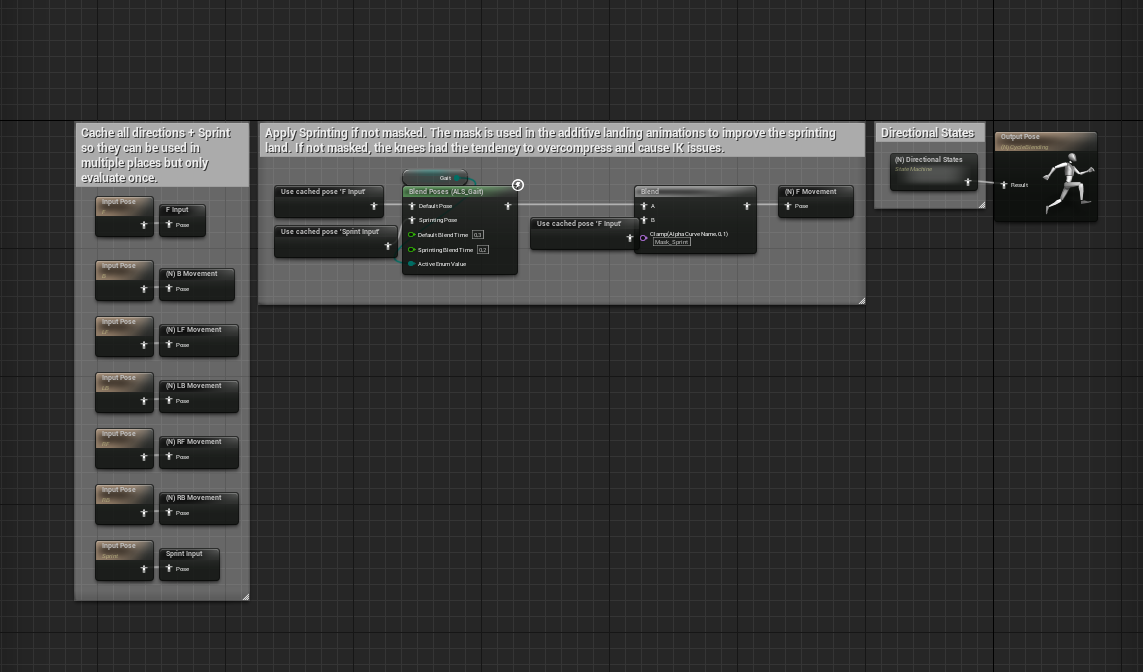 Cache all directions + Sprint
so they can be used in
multiple places but only
evaluate once.
Input Pose
F Input
Pose
Input Pose
B
(N) B Movement
Pose
Input Pose
LF
(N) LF Movement
Pose
Input Pose
LB
(N) LB Movement
Pose
Input Pose
RF
(N) RF Movement
Pose
Input Pose
RB
(N) RB Movement
Pose
Input Pose
Sprint
Sprint Input
Pose
Apply Sprinting if not masked. The mask is used in the additive landing animations to improve the sprinting
land. If not masked, the knees had the tendency to overcompress and cause IK issues.
Use cached pose 'F Input'
Use cached pose 'Sprint Input'
Gait
Blend Poses (ALS_Gait)
Default Pose
Sprinting Pose
Default Blend Time 0.3
Sprinting Blend Time 0.2
Active Enum Value
Use cached pose 'F Input'
Blend
A
B
Clamp(Alpha Curve Name, 0, 1)
Mask_Sprint
(N) F Movement
Pose
Directional States
(N) Directional States
State Machine
Output Pose
(N) CycleBlending
Result